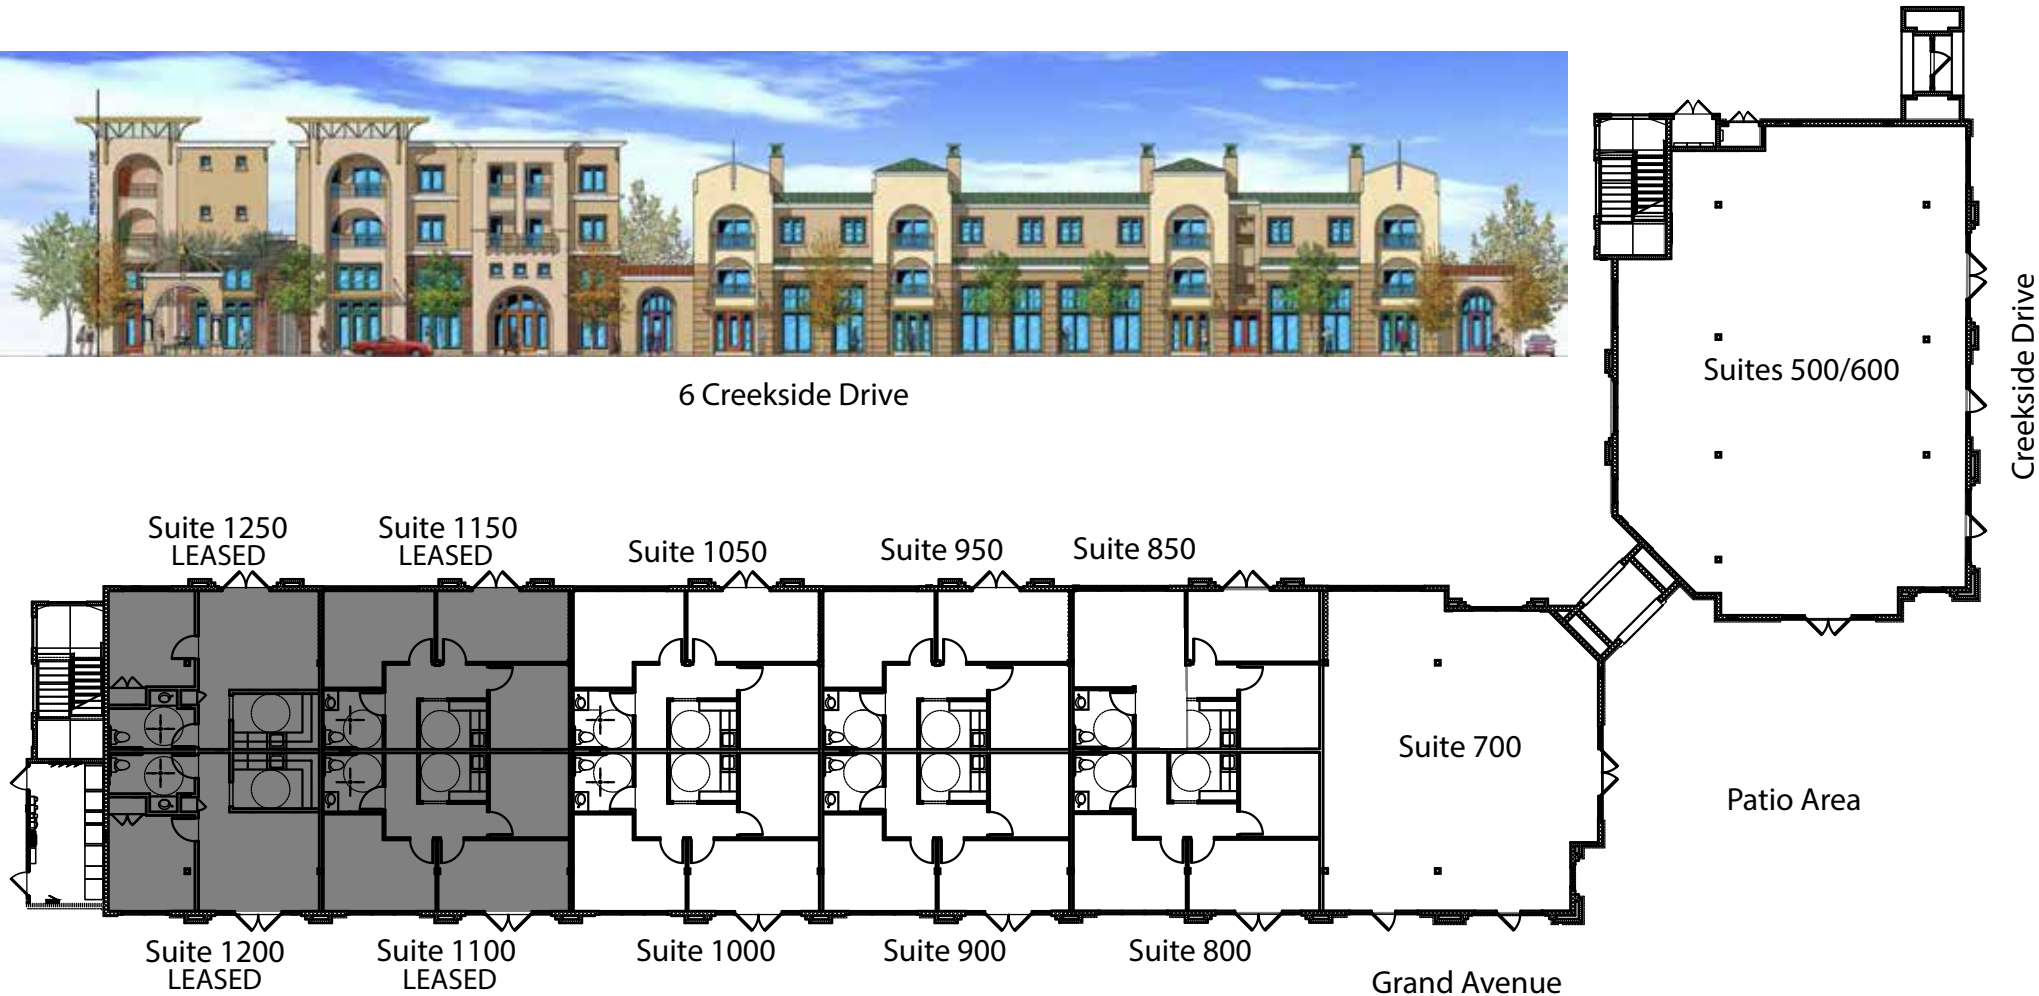 PROPERTY LINE
6 Creekside Drive
Suites 500/600
Creekside Drive
Suite 1250
LEASED
Suite 1150
LEASED
Suite 1050
Suite 950
Suite 850
Suite 700
Patio Area
Suite 1200
LEASED
Suite 1100
LEASED
Suite 1000
Suite 900
Suite 800
Grand Avenue